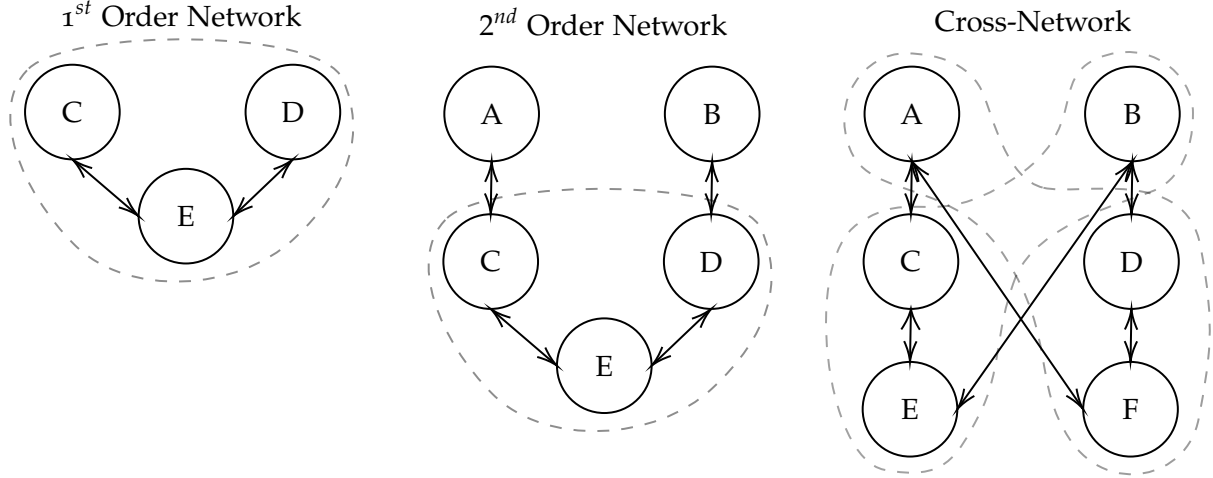 1st Order Network
C D
E
2nd Order Network
A B
C D
E
Cross-Network
A B
C D
E F